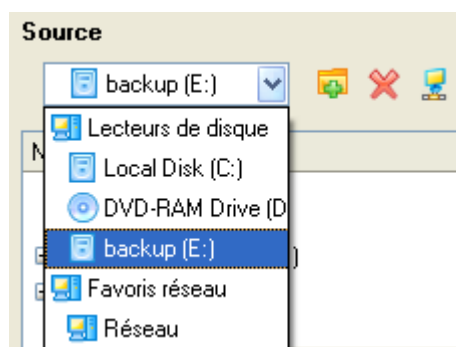 Source
backup (E:)
Lecteurs de disque
N
Local Disk (C:)
DVD-RAM Drive (D
backup (E:)
)
Favoris réseau
Réseau